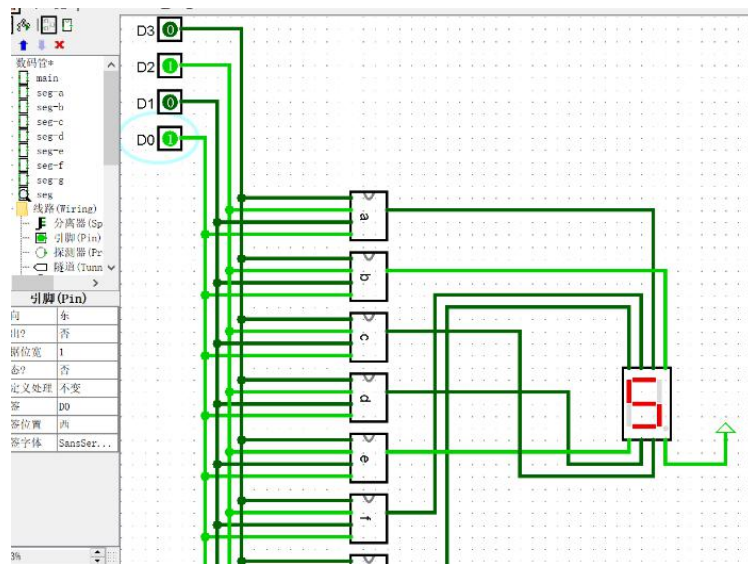 数码管*
main
seg-a
seg-b
seg-c
seg-d
seg-e
seg-f
seg-g
seg
线路(Wiring)
分离器(Sp
引脚(Pin)
探测器(Pr
隧道(Tunn
引脚(Pin)
向 东
出? 否
据位宽 1
态? 否
定义处理 不变
签 D0
签位置 西
签字体 SansSer...
3%
D3 0
D2 1
D1 0
D0 1
a
b
c
d
e
f